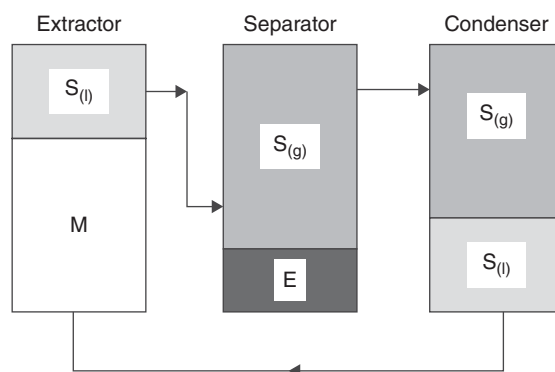 Extractor
Separator
Condenser
S(l)
M
S(g)
E
S(g)
S(l)